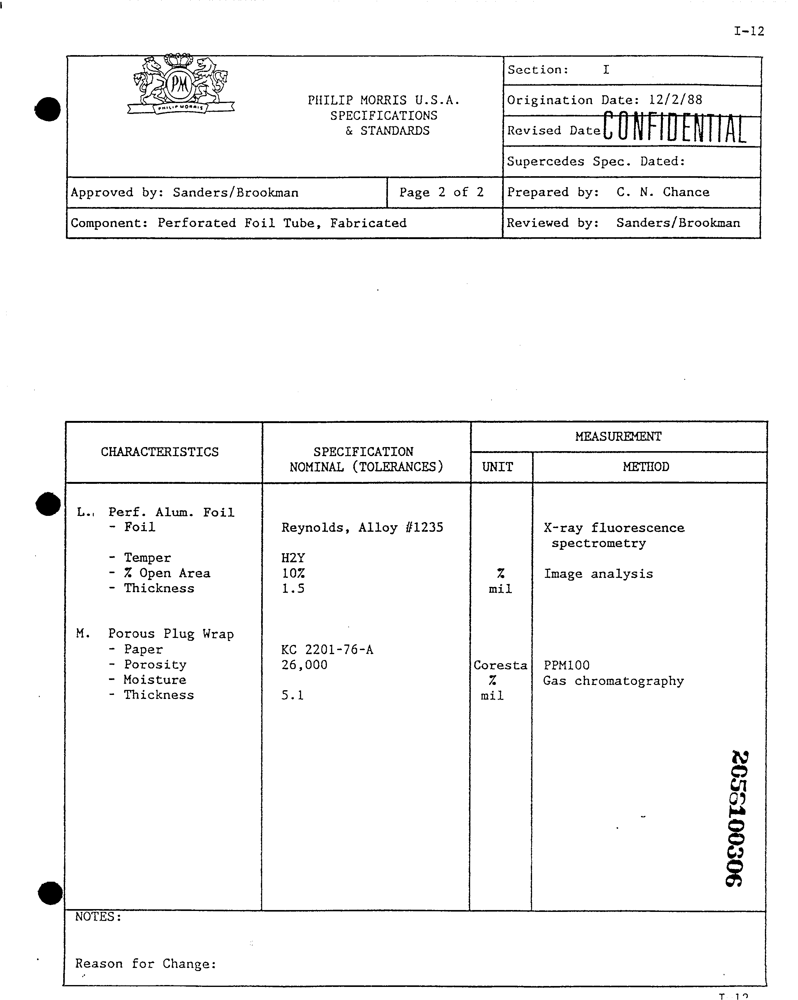 I-12
PM
PHILIP MORRIS
PHILIP MORRIS U.S.A.
SPECIFICATIONS
& STANDARDS
Section: I
Origination Date: 12/2/88
Revised Date
CONFIDENTIAL
Supercedes Spec. Dated:
Approved by: Sanders/Brookman
Page 2 of 2
Prepared by: C. N. Chance
Component: Perforated Foil Tube, Fabricated
Reviewed by: Sanders/Brookman
CHARACTERISTICS
SPECIFICATION
NOMINAL (TOLERANCES)
MEASUREMENT
UNIT
METHOD
L. Perf. Alum. Foil
- Foil Reynolds, Alloy #1235 X-ray fluorescence
spectrometry
- Temper H2Y
- % Open Area 10% % Image analysis
- Thickness 1.5 mil
M. Porous Plug Wrap
- Paper KC 2201-76-A
- Porosity 26,000 Coresta PPM100
- Moisture % Gas chromatography
- Thickness 5.1 mil
2056100306
NOTES:
Reason for Change: